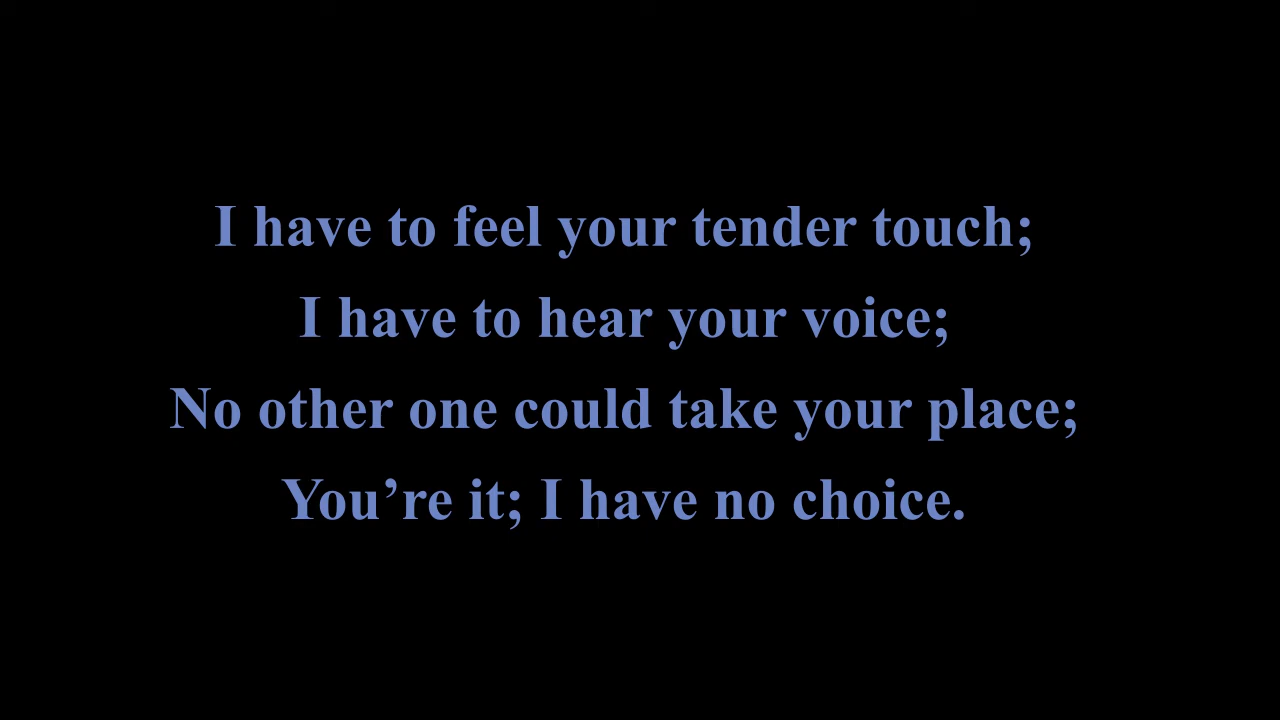 I have to feel your tender touch;
I have to hear your voice;
No other one could take your place;
You’re it; I have no choice.